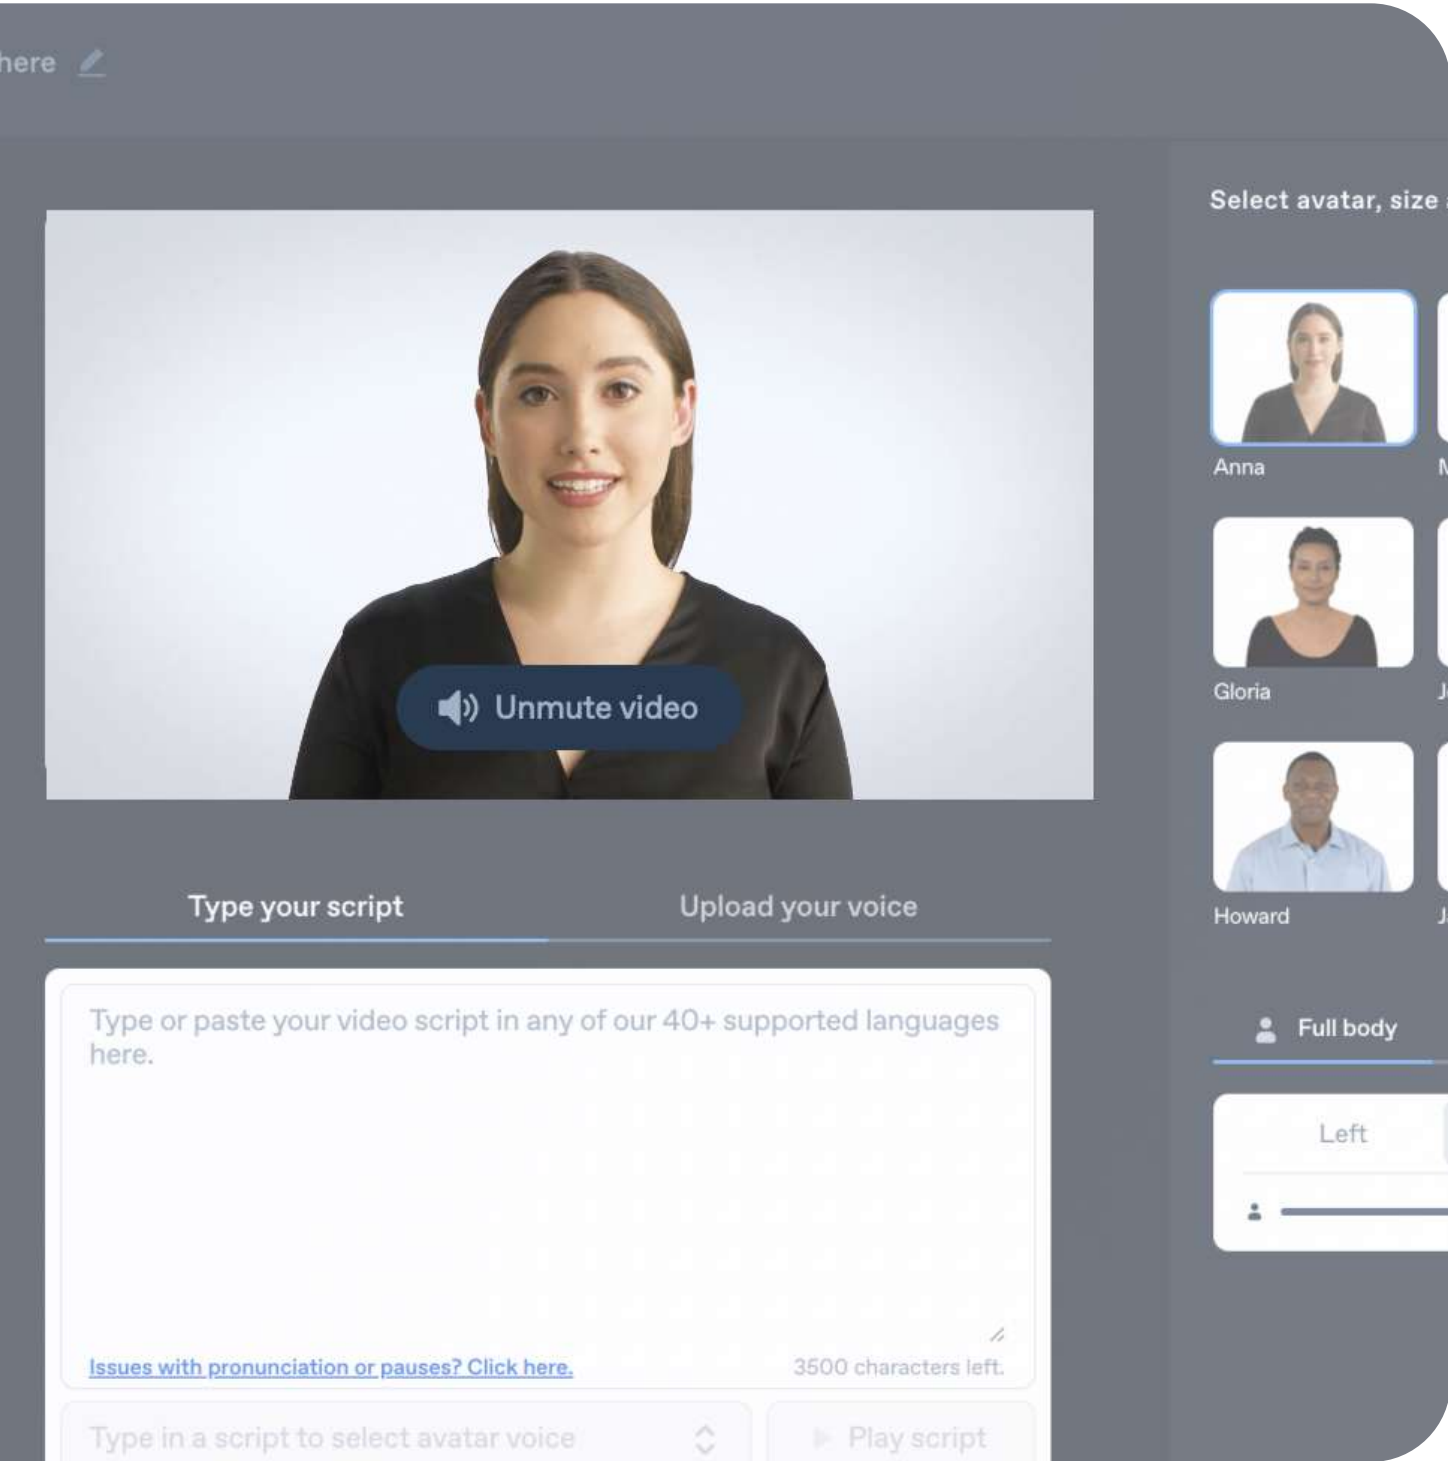 here
Select avatar, size
Anna
Unmute video
Gloria
Howard
Type your script
Upload your voice
Type or paste your video script in any of our 40+ supported languages
here.
Full body
Left
Issues with pronunciation or pauses? Click here.
3500 characters left.
Type in a script to select avatar voice
Play script